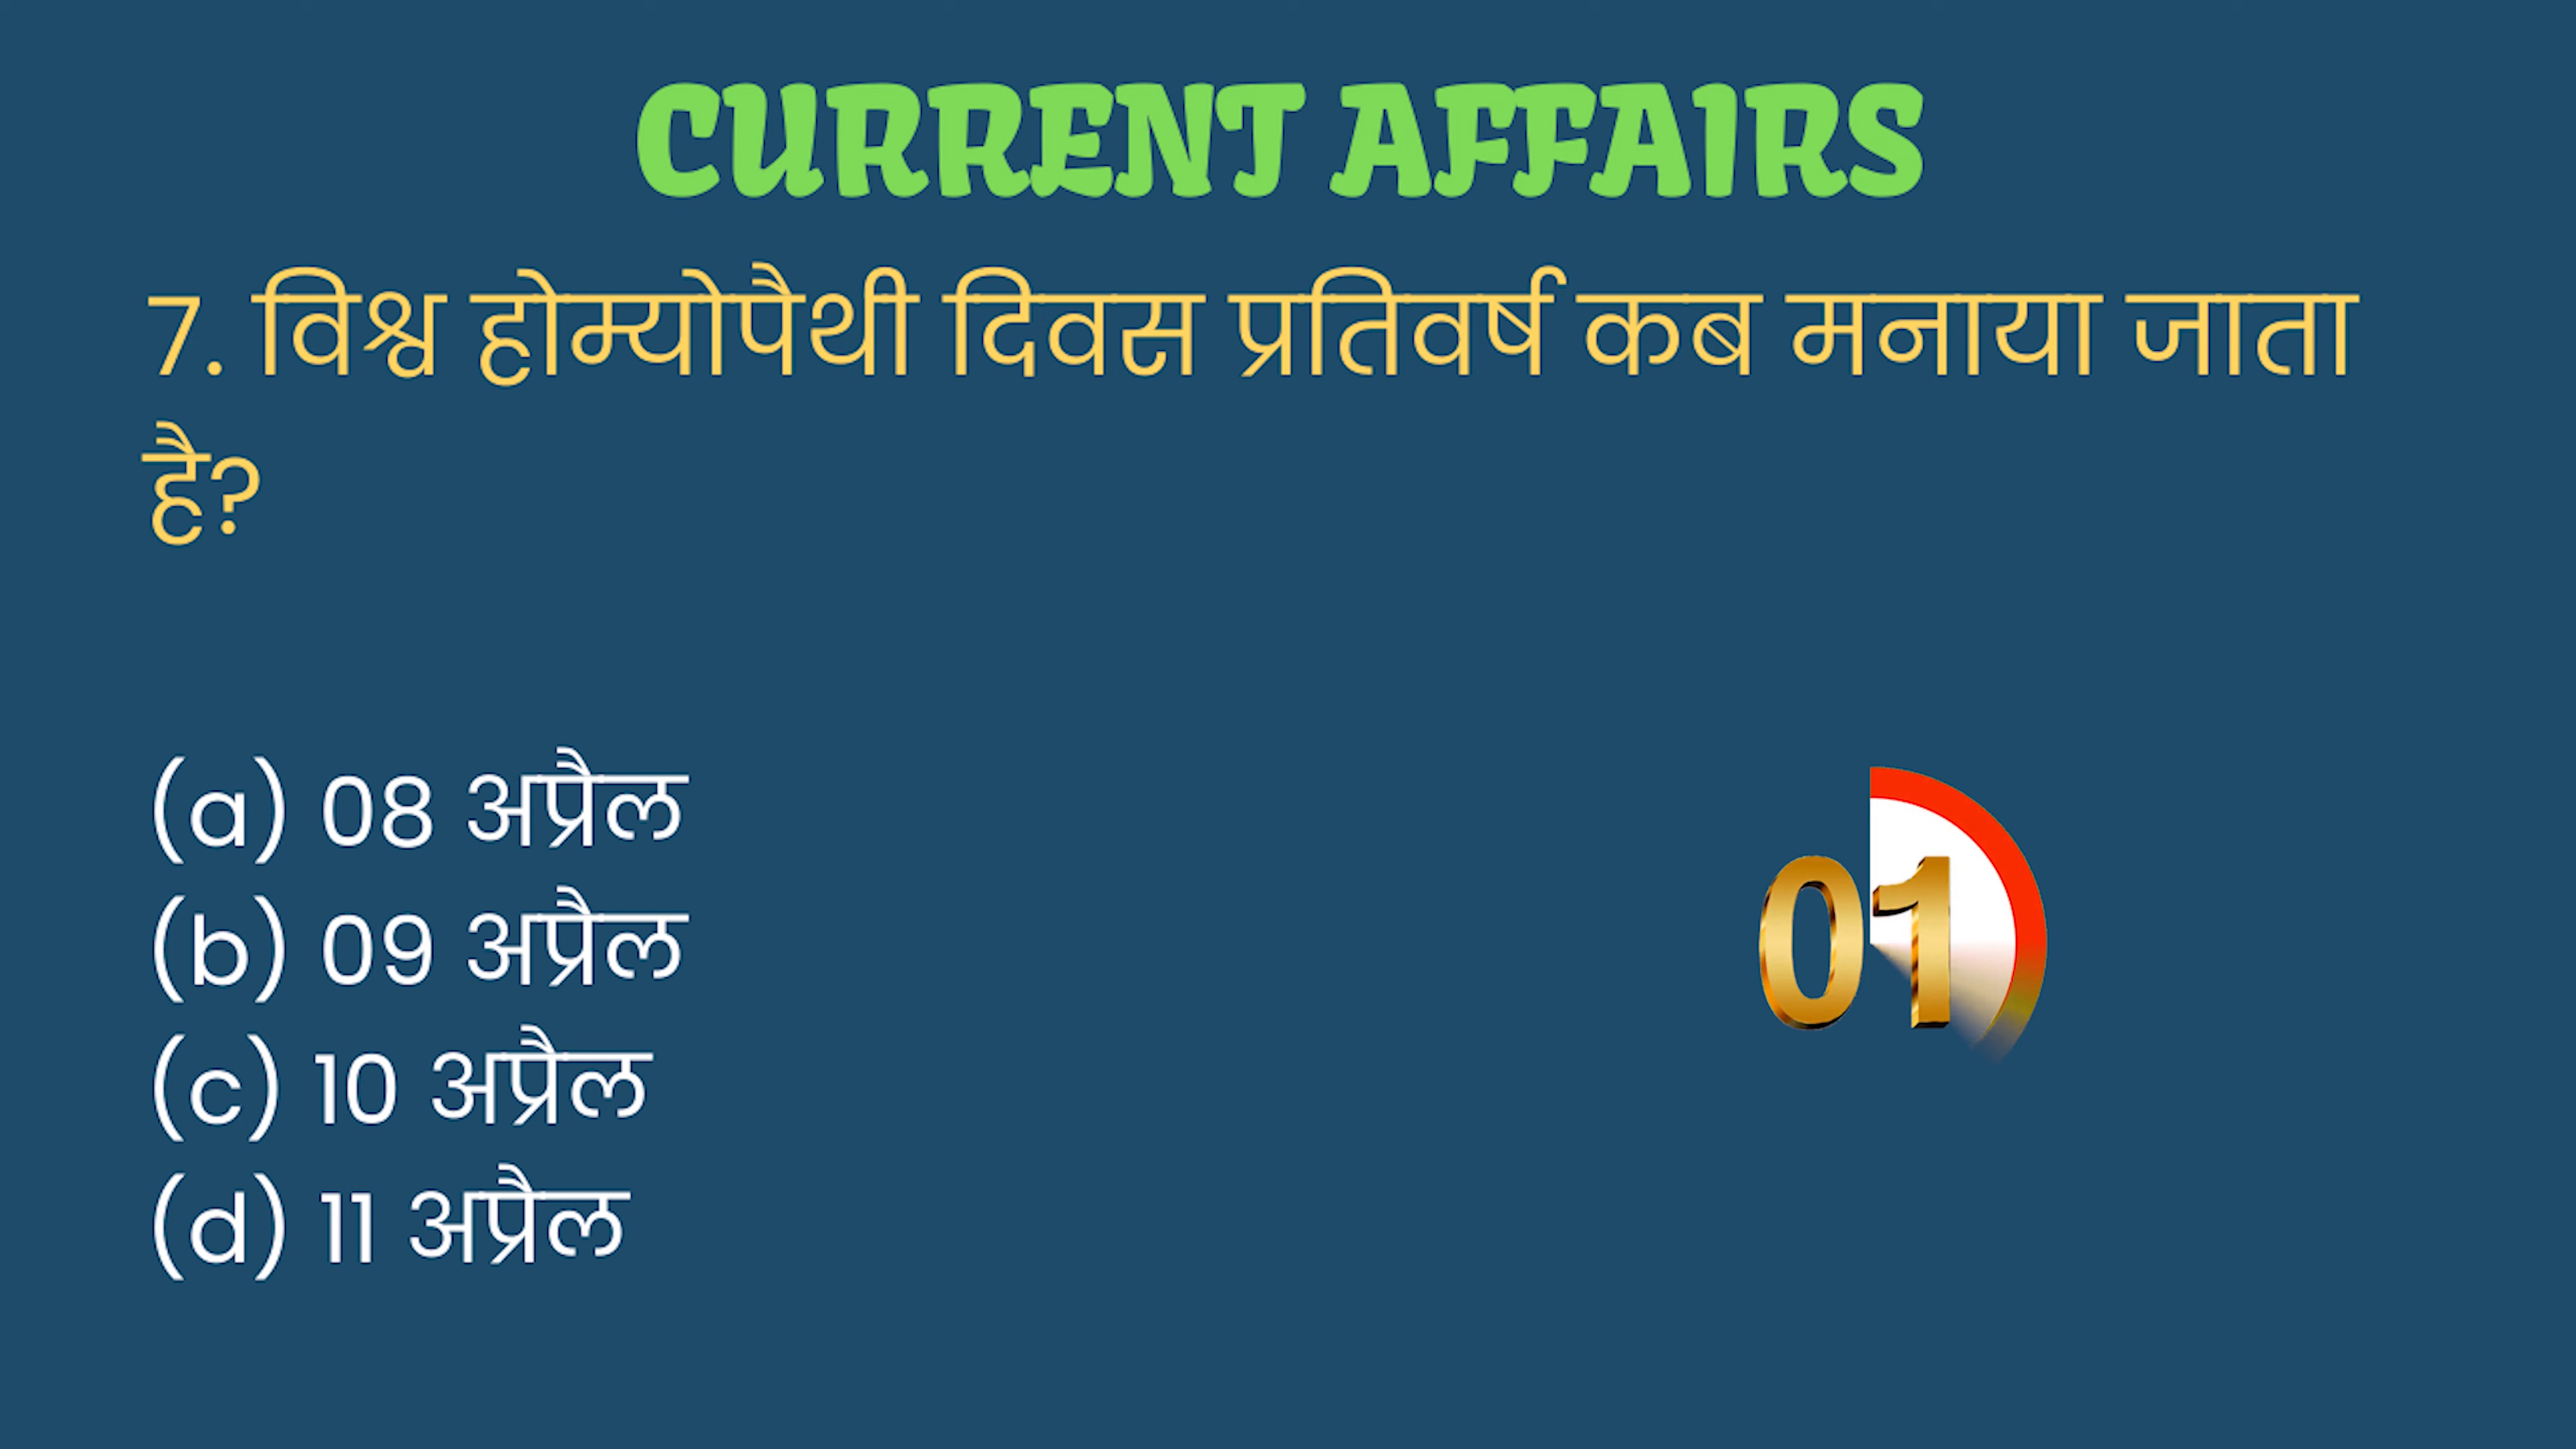 CURRENT AFFAIRS
7. विश्व होम्योपैथी दिवस प्रतिवर्ष कब मनाया जाता
है?
(a) 08 अप्रैल
(b) 09 अप्रैल
(c) 10 अप्रैल
(d) 11 अप्रैल
01